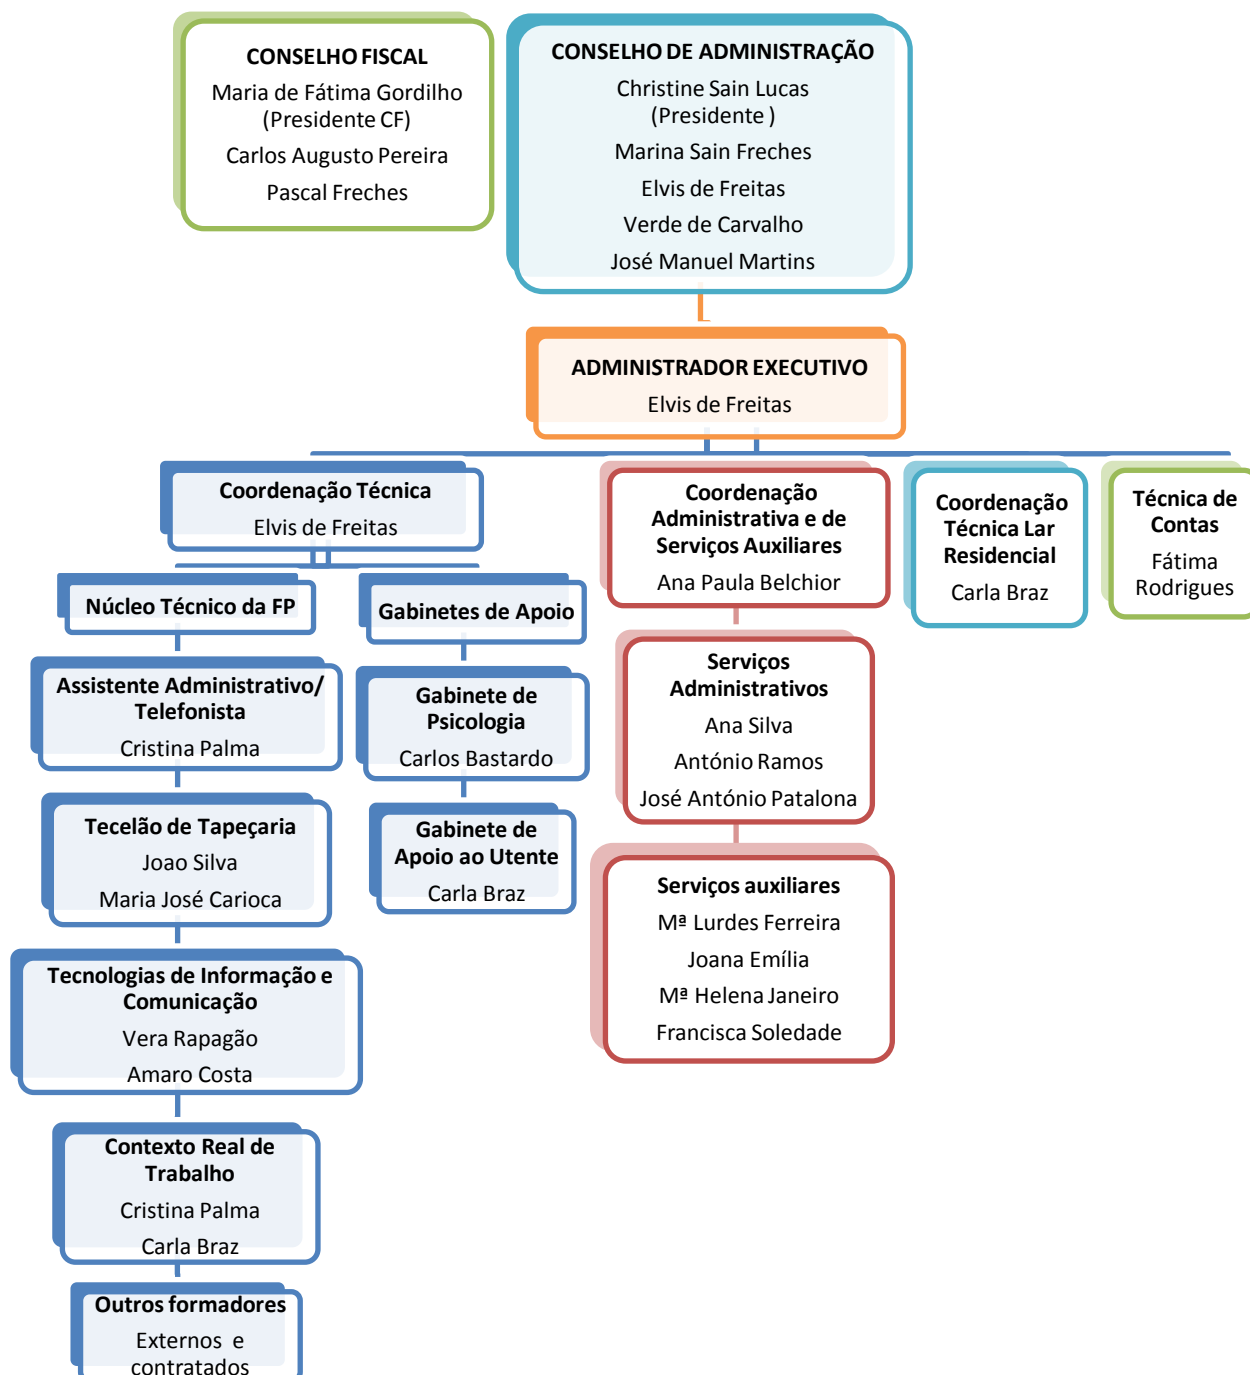 CONSELHO FISCAL
Maria de Fátima Gordilho
(Presidente CF)
Carlos Augusto Pereira
Pascal Freches
CONSELHO DE ADMINISTRAÇÃO
Christine Sain Lucas
(Presidente )
Marina Sain Freches
Elvis de Freitas
Verde de Carvalho
José Manuel Martins
ADMINISTRADOR EXECUTIVO
Elvis de Freitas
Coordenação Técnica
Elvis de Freitas
Núcleo Técnico da FP
Assistente Administrativo/
Telefonista
Cristina Palma
Tecelão de Tapeçaria
Joao Silva
Maria José Carioca
Tecnologias de Informação e
Comunicação
Vera Rapagão
Amaro Costa
Contexto Real de
Trabalho
Cristina Palma
Carla Braz
Outros formadores
Externos e
contratados
Gabinetes de Apoio
Gabinete de
Psicologia
Carlos Bastardo
Gabinete de
Apoio ao Utente
Carla Braz
Coordenação
Administrativa e de
Serviços Auxiliares
Ana Paula Belchior
Serviços
Administrativos
Ana Silva
António Ramos
José António Patalona
Serviços auxiliares
Mª Lurdes Ferreira
Joana Emília
Mª Helena Janeiro
Francisca Soledade
Coordenação
Técnica Lar
Residencial
Carla Braz
Técnica de
Contas
Fátima
Rodrigues